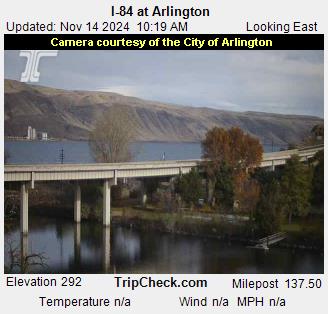 I-84 at Arlington
Updated: Nov 14 2024 10:19 AM Looking East
Camera courtesy of the City of Arlington
Elevation 292 TripCheck.com Milepost 137.50
Temperature n/a Wind n/a MPH n/a